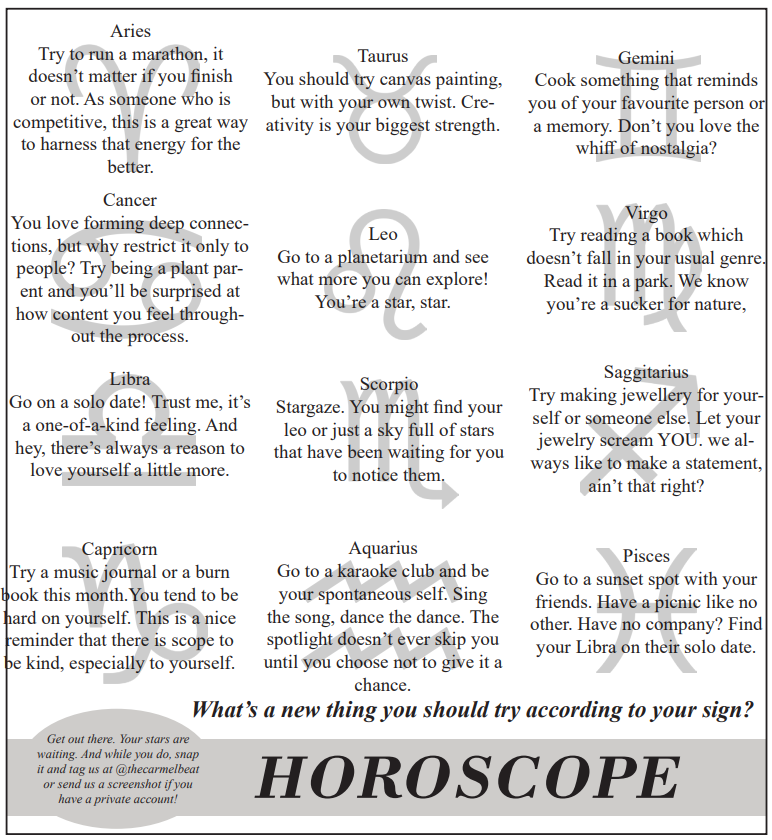 Aries
Try to run a marathon, it
doesn’t matter if you finish
or not. As someone who is
competitive, this is a great way
to harness that energy for the
better.
Taurus
You should try canvas painting,
but with your own twist. Cre-
ativity is your biggest strength.
Gemini
Cook something that reminds
you of your favourite person or
a memory. Don’t you love the
whiff of nostalgia?
Cancer
You love forming deep connec-
tions, but why restrict it only to
people? Try being a plant par-
ent and you’ll be surprised at
how content you feel through-
out the process.
Leo
Go to a planetarium and see
what more you can explore!
You’re a star, star.
Virgo
Try reading a book which
doesn’t fall in your usual genre.
Read it in a park. We know
you’re a sucker for nature,
Libra
Go on a solo date! Trust me, it’s
a one-of-a-kind feeling. And
hey, there’s always a reason to
love yourself a little more.
Scorpio
Stargaze. You might find your
leo or just a sky full of stars
that have been waiting for you
to notice them.
Saggitarius
Try making jewellery for your-
self or someone else. Let your
jewelry scream YOU. we al-
ways like to make a statement,
ain’t that right?
Capricorn
Try a music journal or a burn
book this month.You tend to be
hard on yourself. This is a nice
reminder that there is scope to
be kind, especially to yourself.
Aquarius
Go to a karaoke club and be
your spontaneous self. Sing
the song, dance the dance. The
spotlight doesn’t ever skip you
until you choose not to give it a
chance.
Pisces
Go to a sunset spot with your
friends. Have a picnic like no
other. Have no company? Find
your Libra on their solo date.
What’s a new thing you should try according to your sign?
Get out there. Your stars are
waiting. And while you do, snap
it and tag us at @thecarmelbeat
or send us a screenshot if you
have a private account!
HOROSCOPE